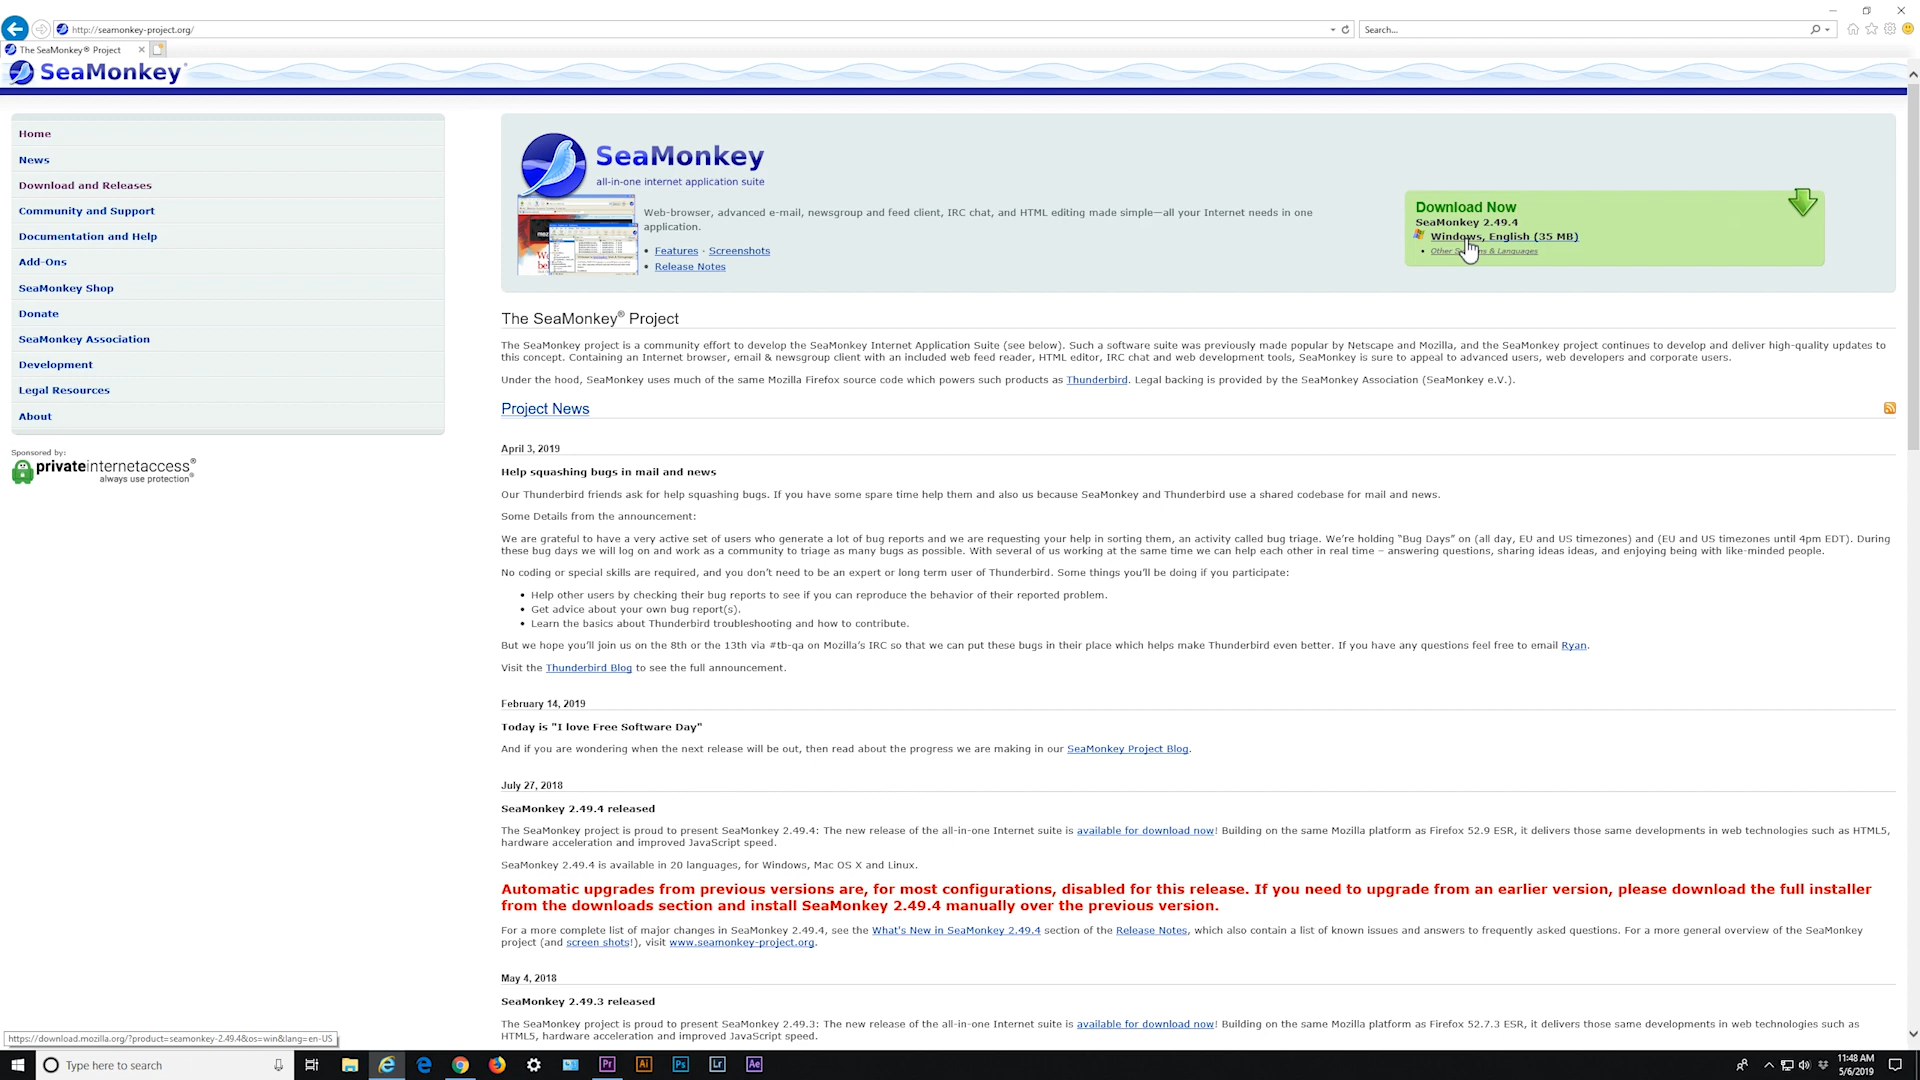 http://seamonkey-project.org/
Search...
The SeaMonkey® Project
SeaMonkey
Home
News
Download and Releases
Community and Support
Documentation and Help
Add-Ons
SeaMonkey Shop
Donate
SeaMonkey Association
Development
Legal Resources
About
Sponsored by:
privateinternetaccess®
always use protection®
SeaMonkey
all-in-one internet application suite
Web-browser, advanced e-mail, newsgroup and feed client, IRC chat, and HTML editing made simple—all your Internet needs in one
application.
• Features · Screenshots
• Release Notes
Download Now
SeaMonkey 2.49.4
Windows, English (35 MB)
• Other & Languages
The SeaMonkey® Project
The SeaMonkey project is a community effort to develop the SeaMonkey Internet Application Suite (see below). Such a software suite was previously made popular by Netscape and Mozilla, and the SeaMonkey project continues to develop and deliver high-quality updates to
this concept. Containing an Internet browser, email & newsgroup client with an included web feed reader, HTML editor, IRC chat and web development tools, SeaMonkey is sure to appeal to advanced users, web developers and corporate users.
Under the hood, SeaMonkey uses much of the same Mozilla Firefox source code which powers such products as Thunderbird. Legal backing is provided by the SeaMonkey Association (SeaMonkey e.V.).
Project News
April 3, 2019
Help squashing bugs in mail and news
Our Thunderbird friends ask for help squashing bugs. If you have some spare time help them and also us because SeaMonkey and Thunderbird use a shared codebase for mail and news.
Some Details from the announcement:
We are grateful to have a very active set of users who generate a lot of bug reports and we are requesting your help in sorting them, an activity called bug triage. We're holding "Bug Days" on (all day, EU and US timezones) and (EU and US timezones until 4pm EDT). During
these bug days we will log on and work as a community to triage as many bugs as possible. With several of us working at the same time we can help each other in real time – answering questions, sharing ideas ideas, and enjoying being with like-minded people.
No coding or special skills are required, and you don't need to be an expert or long term user of Thunderbird. Some things you'll be doing if you participate:
• Help other users by checking their bug reports to see if you can reproduce the behavior of their reported problem.
• Get advice about your own bug report(s).
• Learn the basics about Thunderbird troubleshooting and how to contribute.
But we hope you'll join us on the 8th or the 13th via #tb-qa on Mozilla's IRC so that we can put these bugs in their place which helps make Thunderbird even better. If you have any questions feel free to email Ryan.
Visit the Thunderbird Blog to see the full announcement.
February 14, 2019
Today is "I love Free Software Day"
And if you are wondering when the next release will be out, then read about the progress we are making in our SeaMonkey Project Blog.
July 27, 2018
SeaMonkey 2.49.4 released
The SeaMonkey project is proud to present SeaMonkey 2.49.4: The new release of the all-in-one Internet suite is available for download now! Building on the same Mozilla platform as Firefox 52.9 ESR, it delivers those same developments in web technologies such as HTML5,
hardware acceleration and improved JavaScript speed.
SeaMonkey 2.49.4 is available in 20 languages, for Windows, Mac OS X and Linux.
Automatic upgrades from previous versions are, for most configurations, disabled for this release. If you need to upgrade from an earlier version, please download the full installer
from the downloads section and install SeaMonkey 2.49.4 manually over the previous version.
For a more complete list of major changes in SeaMonkey 2.49.4, see the What's New in SeaMonkey 2.49.4 section of the Release Notes, which also contain a list of known issues and answers to frequently asked questions. For a more general overview of the SeaMonkey
project (and screen shots!), visit www.seamonkey-project.org.
May 4, 2018
SeaMonkey 2.49.3 released
The SeaMonkey project is proud to present SeaMonkey 2.49.3: The new release of the all-in-one Internet suite is available for download now! Building on the same Mozilla platform as Firefox 52.7.3 ESR, it delivers those same developments in web technologies such as
HTML5, hardware acceleration and improved JavaScript speed.
https://download.mozilla.org/?product=seamonkey-2.49.4&os=win&lang=en-US
Type here to search
Pr
Ai
Ps
Lr
Ae
11:48 AM
5/6/2019